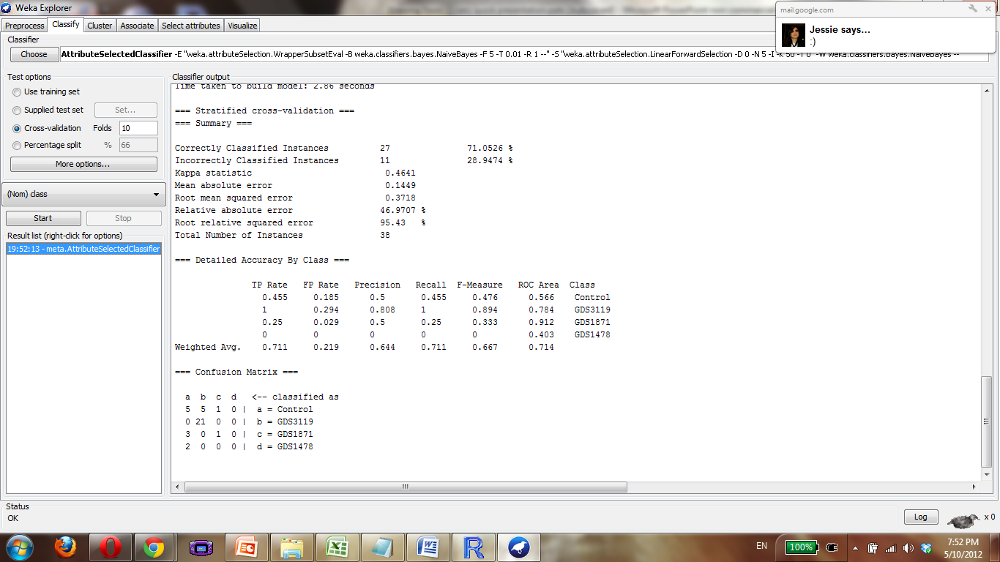 Weka Explorer
mail.google.com
Jessie says...
:)
Preprocess Classify Cluster Associate Select attributes Visualize
Classifier
Choose AttributeSelectedClassifier -E "weka.attributeSelection.WrapperSubsetEval -B weka.classifiers.bayes.NaiveBayes -F 5 -T 0.01 -R 1 --" -S "weka.attributeSelection.LinearForwardSelection -D 0 -N 5 -I -K 50 -T 0" -W weka.classifiers.bayes.NaiveBayes --
Test options
Use training set
Supplied test set Set...
Cross-validation Folds 10
Percentage split % 66
More options...
(Nom) class
Start Stop
Result list (right-click for options)
19:52:13 - meta.AttributeSelectedClassifier
Classifier output
Time taken to build model: 2.86 seconds
=== Stratified cross-validation ===
=== Summary ===
Correctly Classified Instances 27 71.0526 %
Incorrectly Classified Instances 11 28.9474 %
Kappa statistic 0.4641
Mean absolute error 0.1449
Root mean squared error 0.3718
Relative absolute error 46.9707 %
Root relative squared error 95.43 %
Total Number of Instances 38
=== Detailed Accuracy By Class ===
TP Rate FP Rate Precision Recall F-Measure ROC Area Class
0.455 0.185 0.5 0.455 0.476 0.566 Control
1 0.294 0.808 1 0.894 0.784 GDS3119
0.25 0.029 0.5 0.25 0.333 0.912 GDS1871
0 0 0 0 0 0.403 GDS1478
Weighted Avg. 0.711 0.219 0.644 0.711 0.667 0.714
=== Confusion Matrix ===
a b c d <-- classified as
5 5 1 0 | a = Control
0 21 0 0 | b = GDS3119
3 0 1 0 | c = GDS1871
2 0 0 0 | d = GDS1478
Status
OK
Log
x 0
EN
100%
7:52 PM
5/10/2012